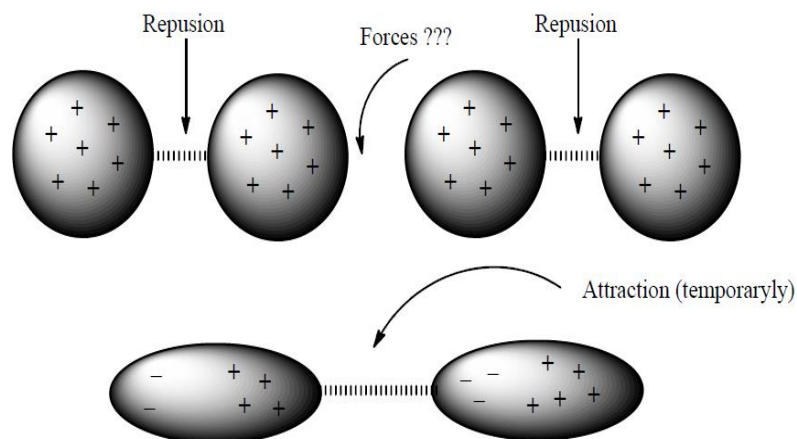 Repusion
Forces ???
Repusion
+ + + + + + +
+ + + + + + +
+ + + + + + +
+ + + + + + +
Attraction (temporaryly)
− − + + + +
− − − + + + + +